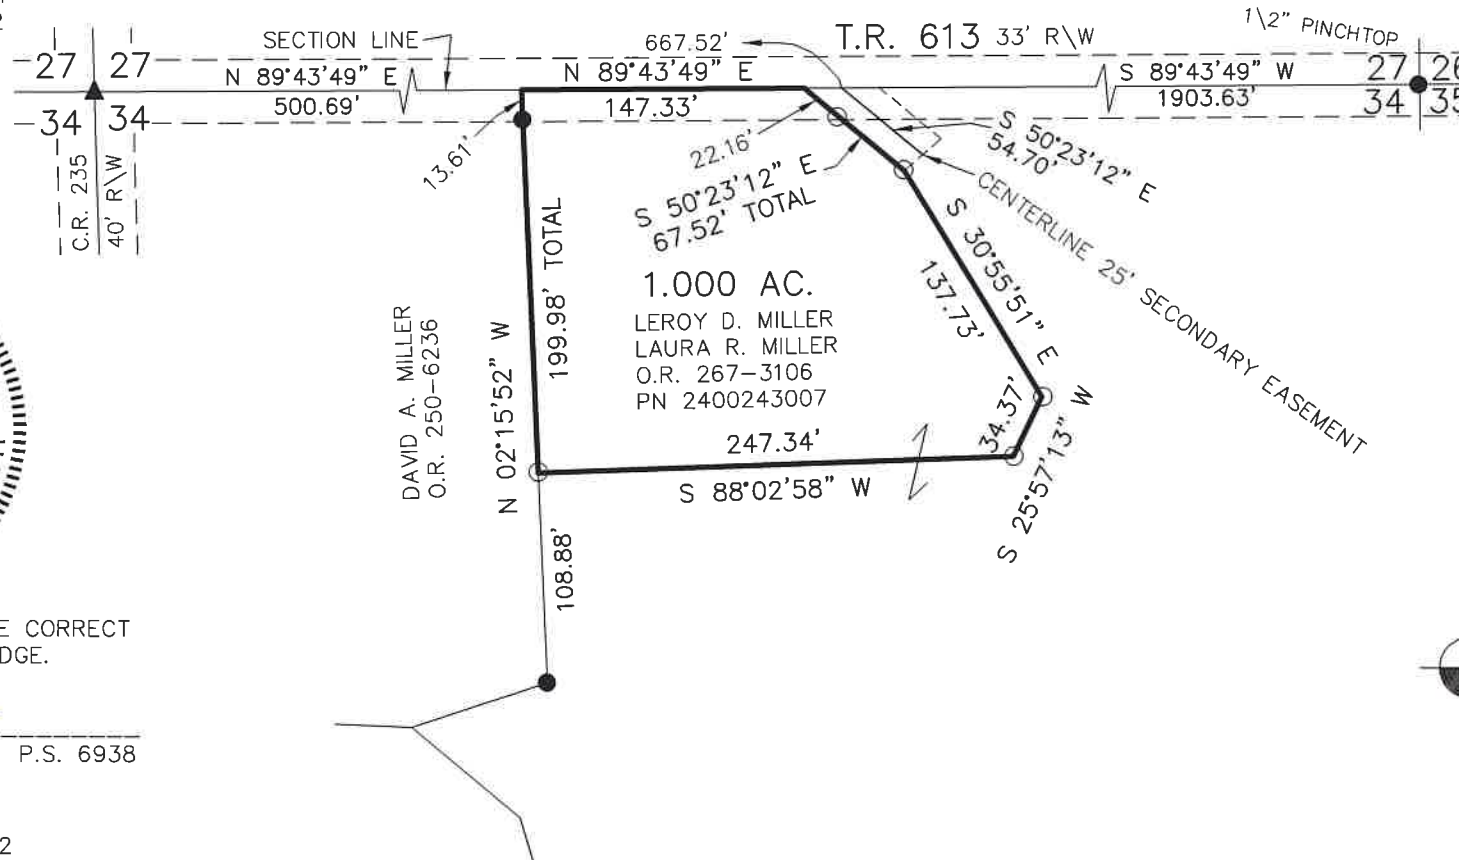 1\2" PINCHTOP
SECTION LINE
667.52'
T.R. 613 33' R\W
27 27
N 89°43'49" E
N 89°43'49" E
S 89°43'49" W
27 26
500.69'
147.33'
1903.63'
34 34
34 35
C.R. 235
40' R\W
13.61'
22.16'
S 50°23'12" E
67.52' TOTAL
S 50°23'12" E
54.70'
CENTERLINE 25' SECONDARY EASEMENT
S 30°55'51" E
137.73'
199.98' TOTAL
N 02°15'52" W
DAVID A. MILLER
O.R. 250-6236
1.000 AC.
LEROY D. MILLER
LAURA R. MILLER
O.R. 267-3106
PN 2400243007
247.34'
S 88°02'58" W
34.37'
S 25°57'13" W
108.88'
E CORRECT
DGE.
P.S. 6938
2